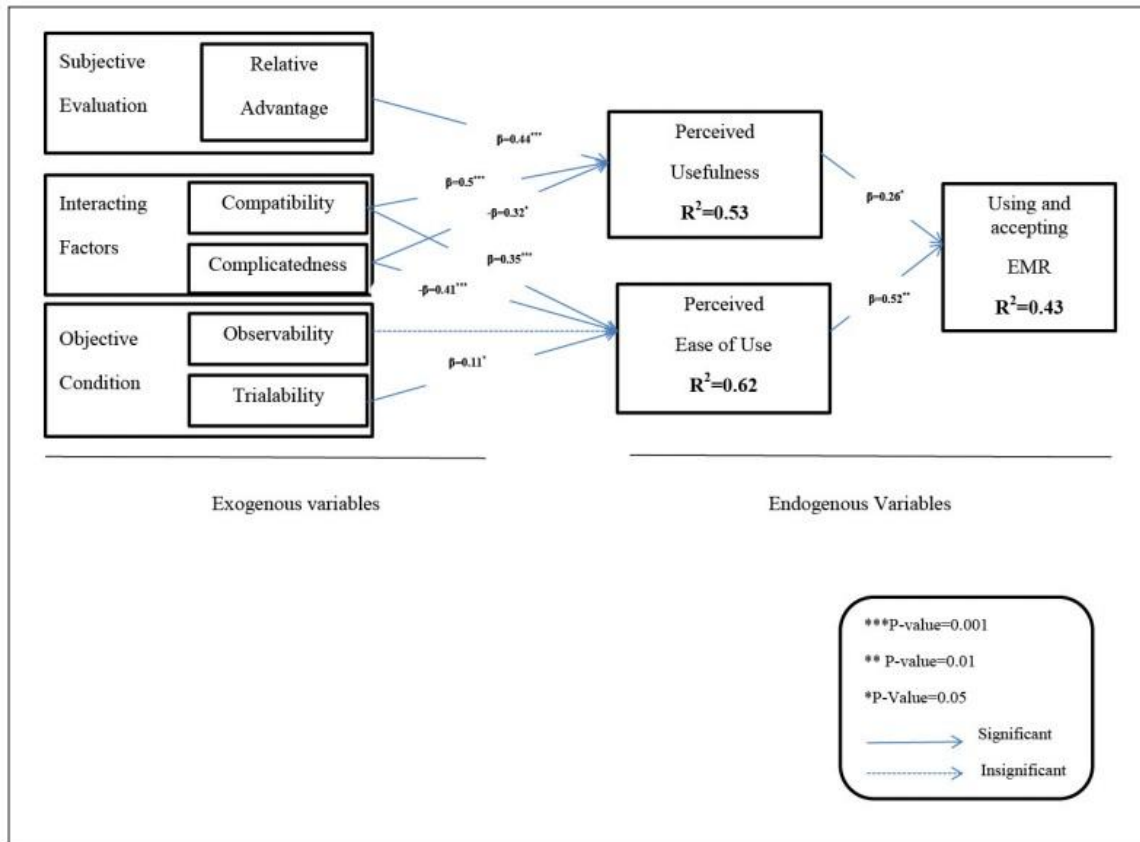 Subjective
Evaluation
Relative
Advantage
Interacting
Factors
Compatibility
Complicatedness
Objective
Condition
Observability
Trialability
β=0.44***
β=0.5***
-β=0.32*
β=0.35***
-β=0.41***
β=0.11*
Perceived
Usefulness
R²=0.53
Perceived
Ease of Use
R²=0.62
β=0.26*
β=0.52**
Using and
accepting
EMR
R²=0.43
Exogenous variables
Endogenous Variables
***P-value=0.001
** P-value=0.01
*P-Value=0.05
Significant
Insignificant